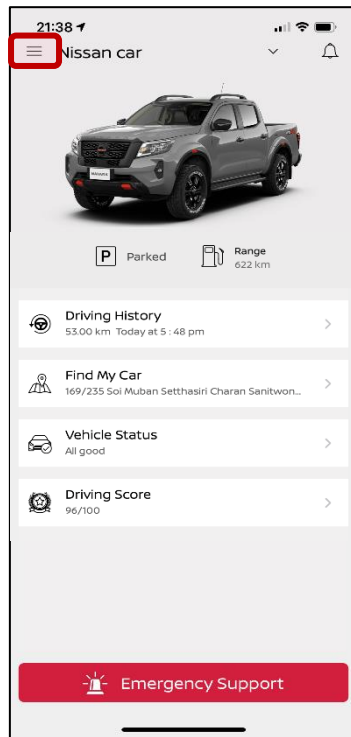 21:38
Nissan car
P Parked
Range
622 km
Driving History
53.00 km Today at 5 : 48 pm
Find My Car
169/235 Soi Muban Setthasiri Charan Sanitwon...
Vehicle Status
All good
Driving Score
96/100
Emergency Support